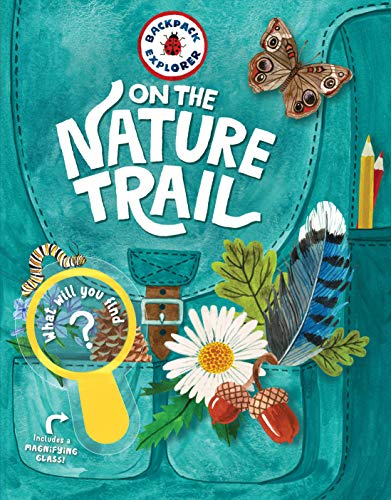 BACKPACK
EXPLORER
ON THE
NATURE
TRAIL
What will you find
?
Includes a
MAGNIFYING
GLASS!